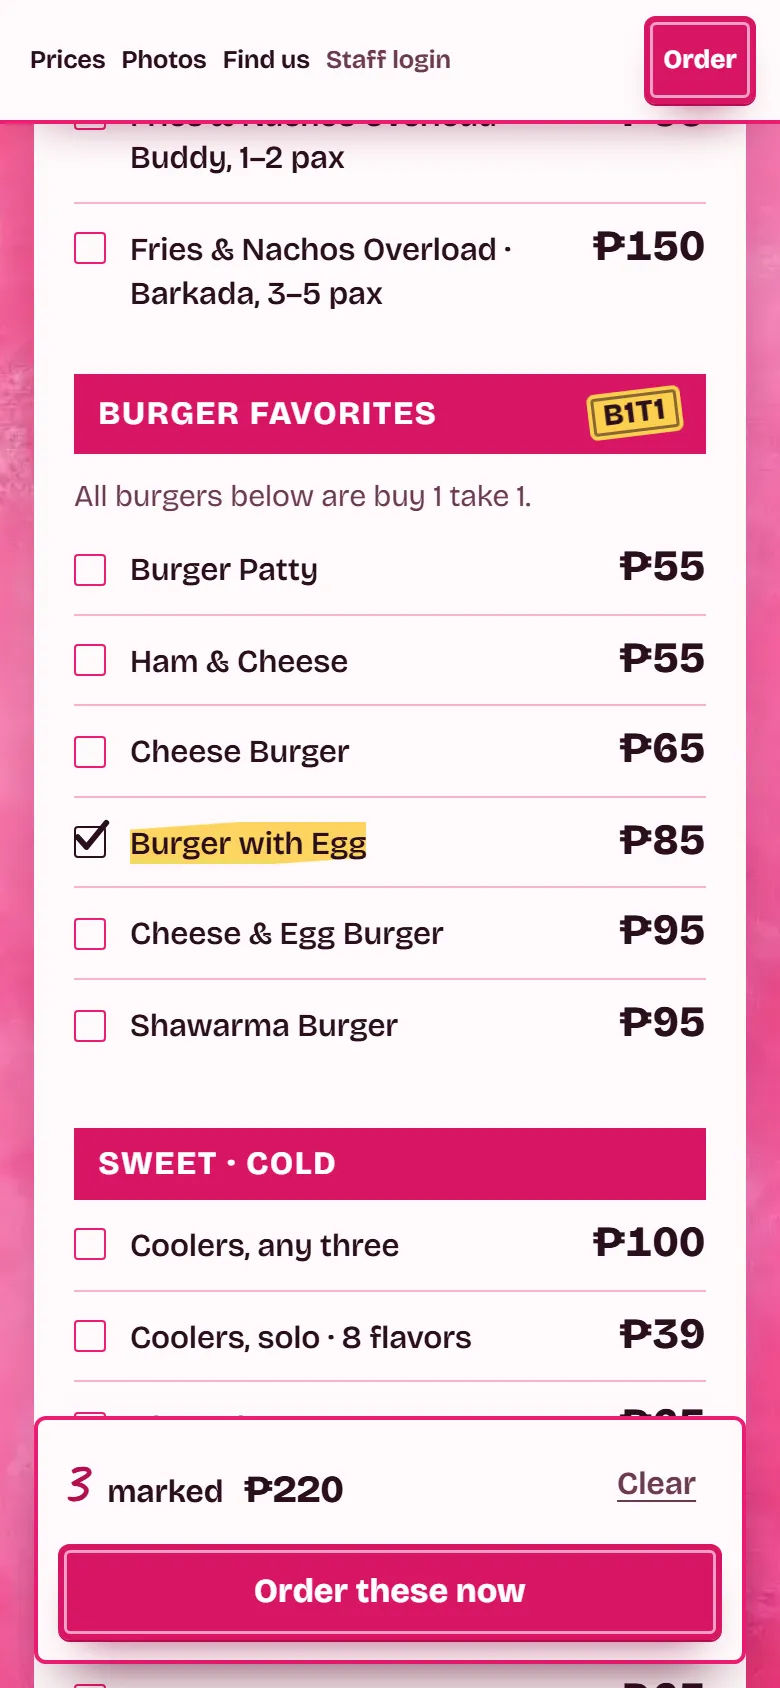 Prices Photos Find us Staff login Order
Buddy, 1–2 pax
Fries & Nachos Overload · ₱150
Barkada, 3–5 pax
BURGER FAVORITES B1T1
All burgers below are buy 1 take 1.
Burger Patty ₱55
Ham & Cheese ₱55
Cheese Burger ₱65
Burger with Egg ₱85
Cheese & Egg Burger ₱95
Shawarma Burger ₱95
SWEET · COLD
Coolers, any three ₱100
Coolers, solo · 8 flavors ₱39
3 marked ₱220 Clear
Order these now